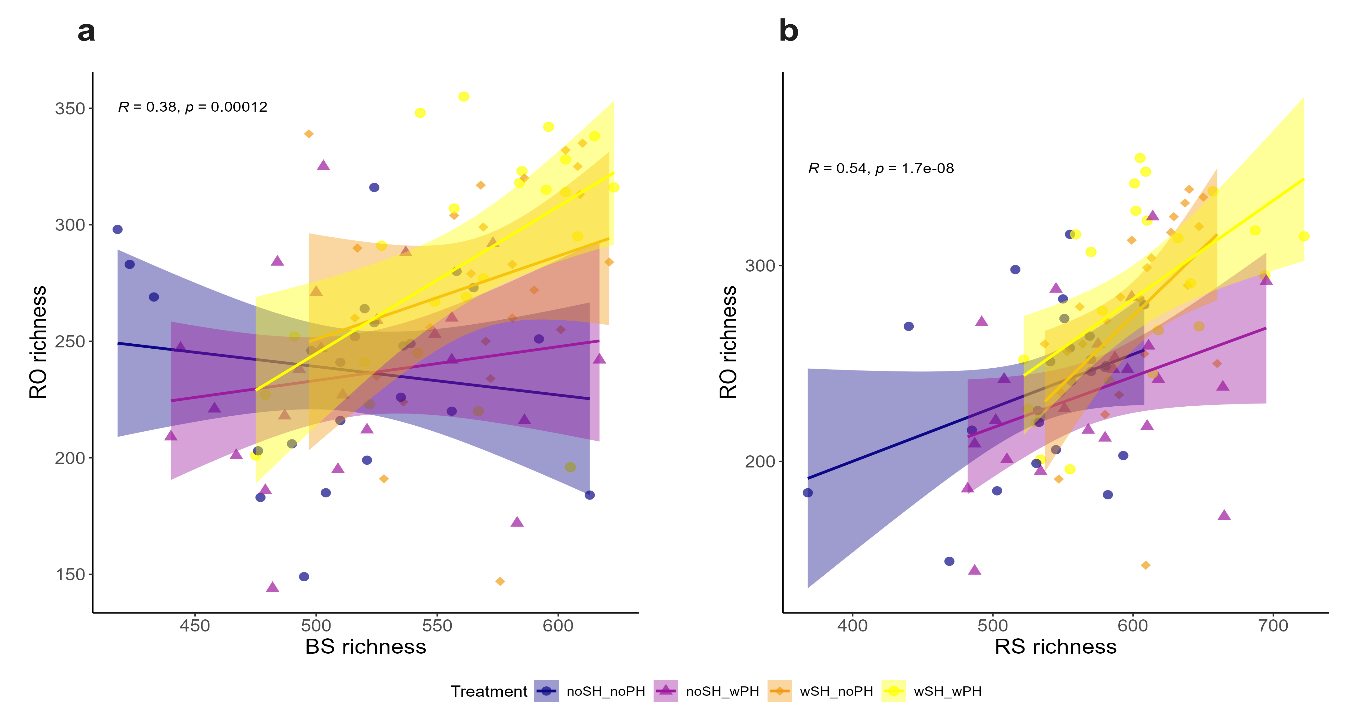 a
R = 0.38, p = 0.00012
RO richness
350
300
250
200
150
450 500 550 600
BS richness
b
R = 0.54, p = 1.7e-08
RO richness
300
200
400 500 600 700
RS richness
Treatment noSH_noPH noSH_wPH wSH_noPH wSH_wPH